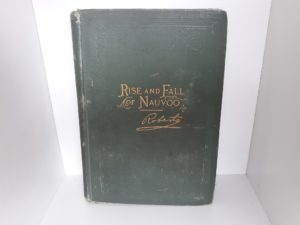 RISE AND FALL
OF NAUVOO
Roberts